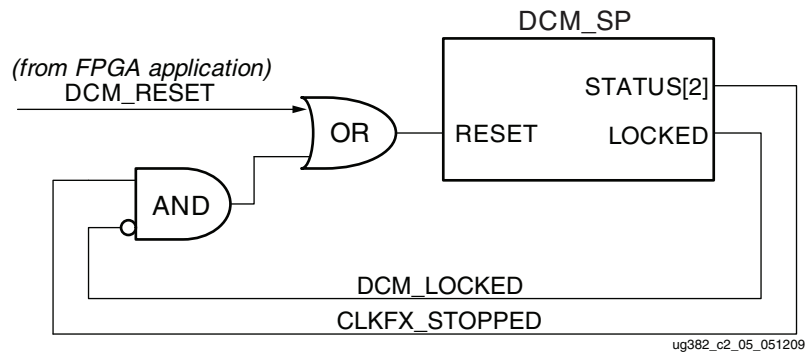 DCM_SP
(from FPGA application)
DCM_RESET
STATUS[2]
OR
RESET
LOCKED
AND
DCM_LOCKED
CLKFX_STOPPED
ug382_c2_05_051209